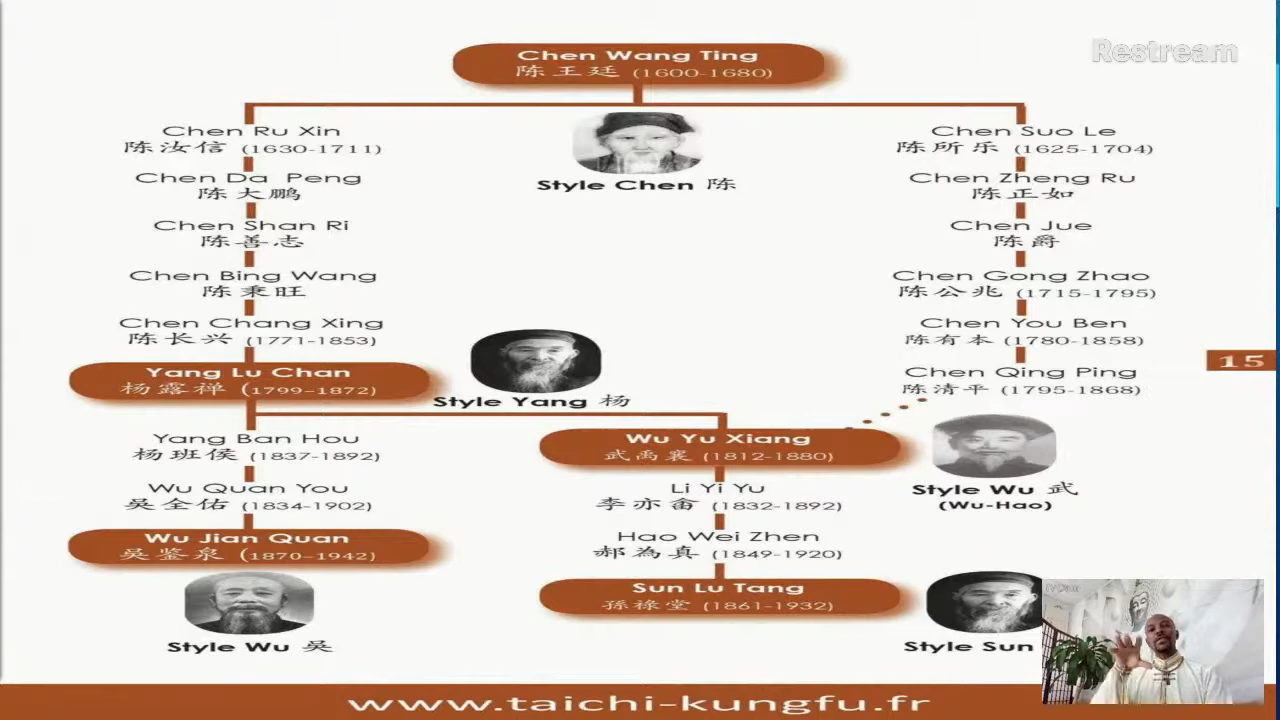 Restream
Chen Wang Ting
陈王廷 (1600-1680)
Style Chen 陈
Chen Ru Xin
陈汝信 (1630-1711)
Chen Da Peng
陈大鹏
Chen Shan Ri
陈善志
Chen Bing Wang
陈秉旺
Chen Chang Xing
陈长兴 (1771-1853)
Chen Suo Le
陈所乐 (1625-1704)
Chen Zheng Ru
陈正如
Chen Jue
陈爵
Chen Gong Zhao
陈公兆 (1715-1795)
Chen You Ben
陈有本 (1780-1858)
Chen Qing Ping
陈清平 (1795-1868)
15
Yang Lu Chan
杨露禅 (1799-1872)
Style Yang 杨
Yang Ban Hou
杨班侯 (1837-1892)
Wu Quan You
吴全佑 (1834-1902)
Wu Jian Quan
吴鉴泉 (1870-1942)
Style Wu 吴
Wu Yu Xiang
武禹襄 (1812-1880)
Style Wu 武
(Wu-Hao)
Li Yi Yu
李亦畬 (1832-1892)
Hao Wei Zhen
郝為真 (1849-1920)
Sun Lu Tang
孫祿堂 (1861-1932)
Style Sun
www.taichi-kungfu.fr